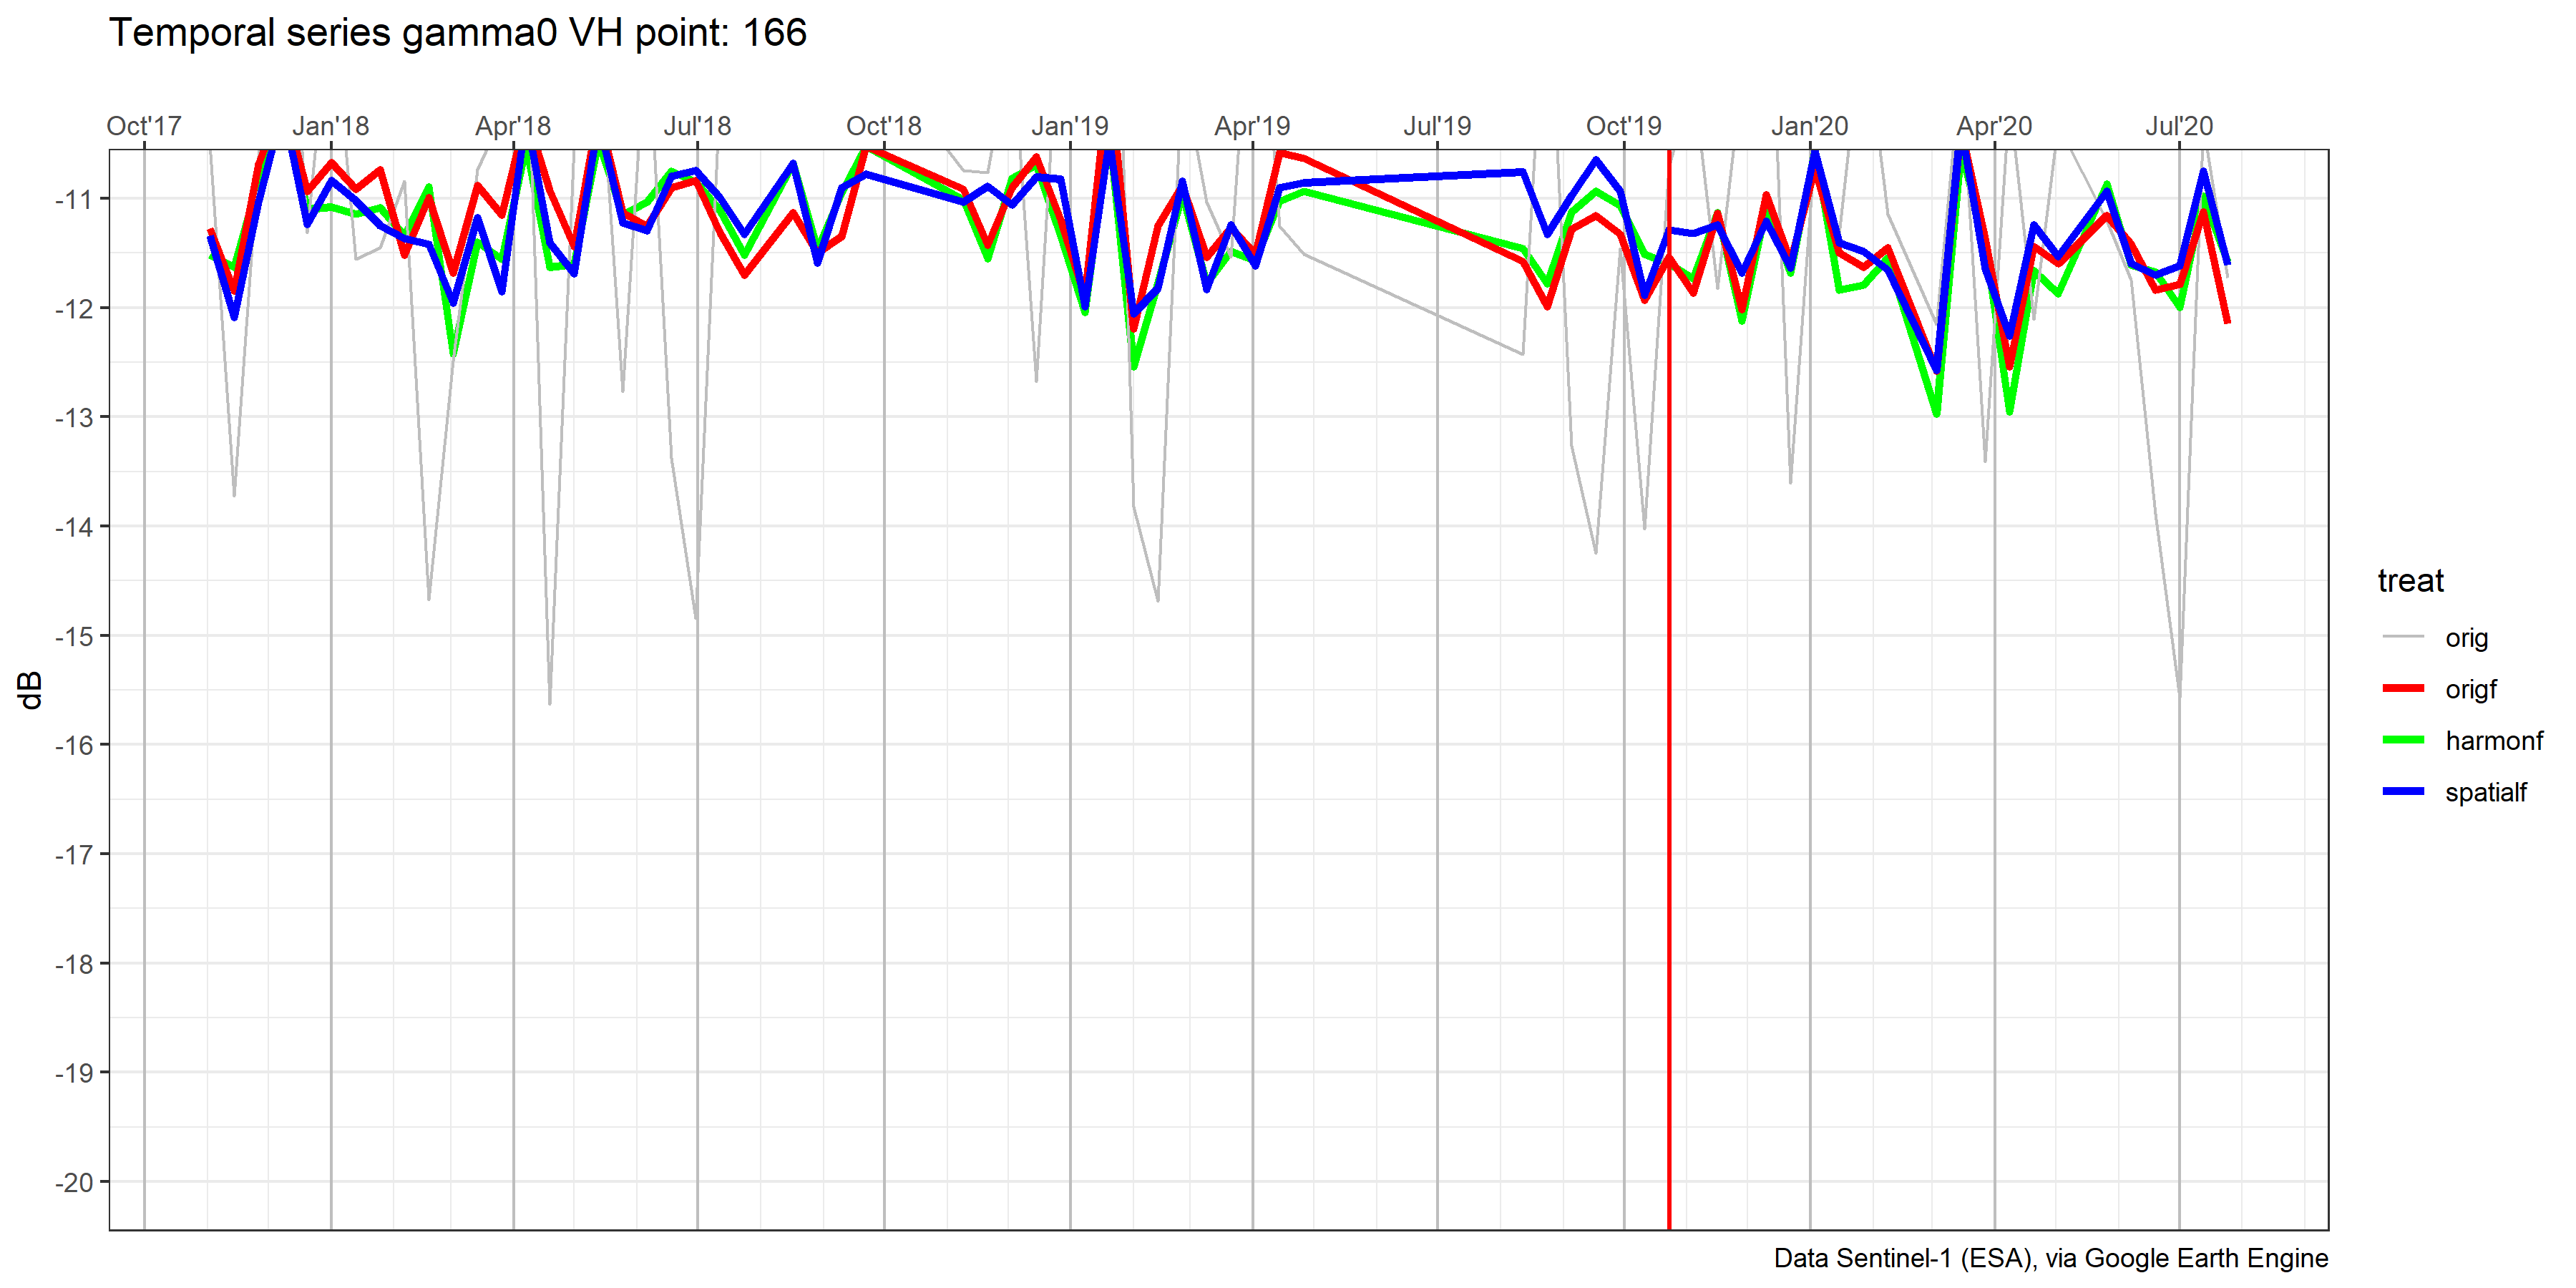 Temporal series gamma0 VH point: 166
Oct'17 Jan'18 Apr'18 Jul'18 Oct'18 Jan'19 Apr'19 Jul'19 Oct'19 Jan'20 Apr'20 Jul'20
-11
-12
-13
-14
-15
-16
-17
-18
-19
-20
dB
treat
orig
origf
harmonf
spatialf
Data Sentinel-1 (ESA), via Google Earth Engine